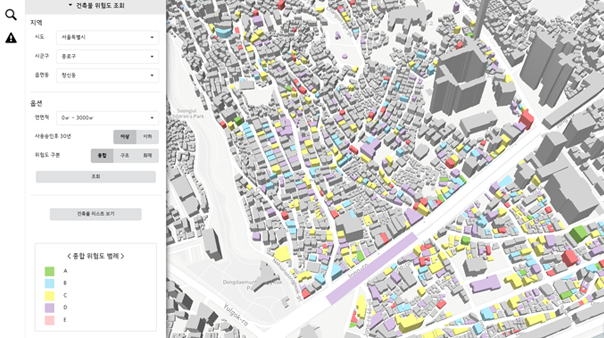 건축물 위험도 조회
지역
시도 서울특별시
시군구 종로구
읍면동 창신동
옵션
연면적 0㎡ ~ 3000㎡
사용승인후 30년 이상 이하
위험도 구분 종합 구조 화재
조회
건축물 리스트 보기
< 종합 위험도 범례 >
A
B
C
D
E
Dongdaemun
Yulgok-ro